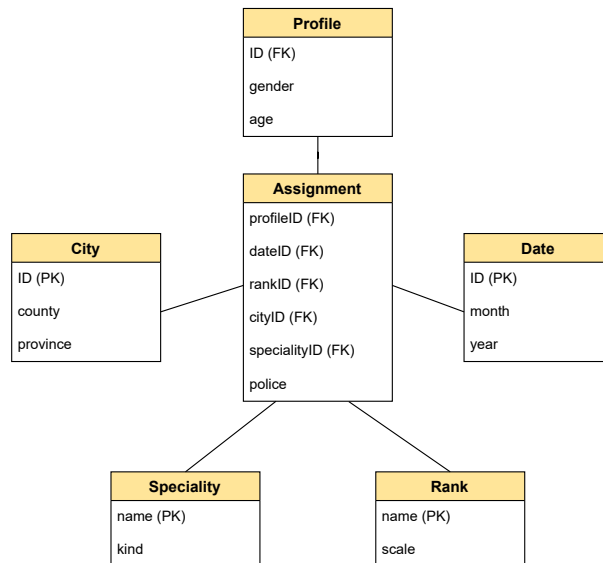 Profile
ID (FK)
gender
age
Assignment
profileID (FK)
dateID (FK)
rankID (FK)
cityID (FK)
specialityID (FK)
police
City
ID (PK)
county
province
Date
ID (PK)
month
year
Speciality
name (PK)
kind
Rank
name (PK)
scale